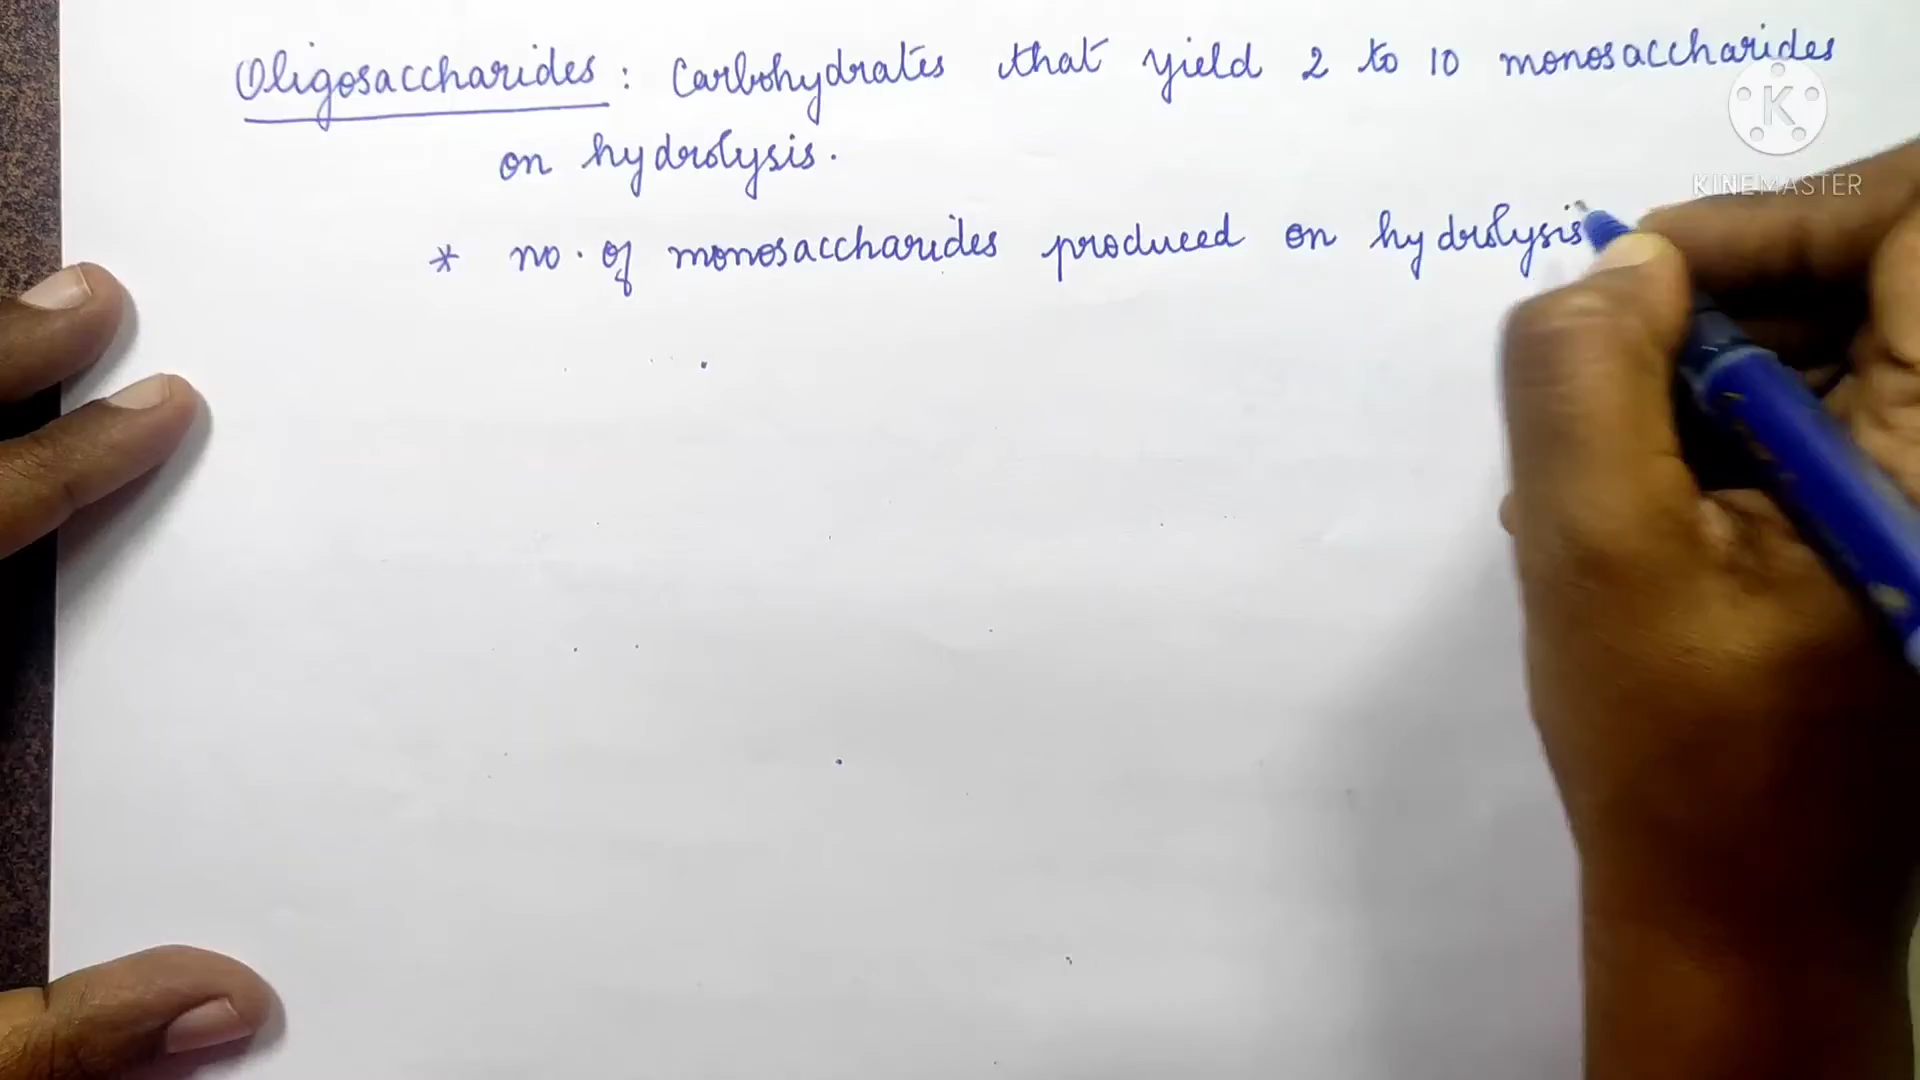 Oligosaccharides : Carbohydrates that yield 2 to 10 monosaccharides
on hydrolysis.
* no. of monosaccharides produced on hydrolysis
K
KINEMASTER